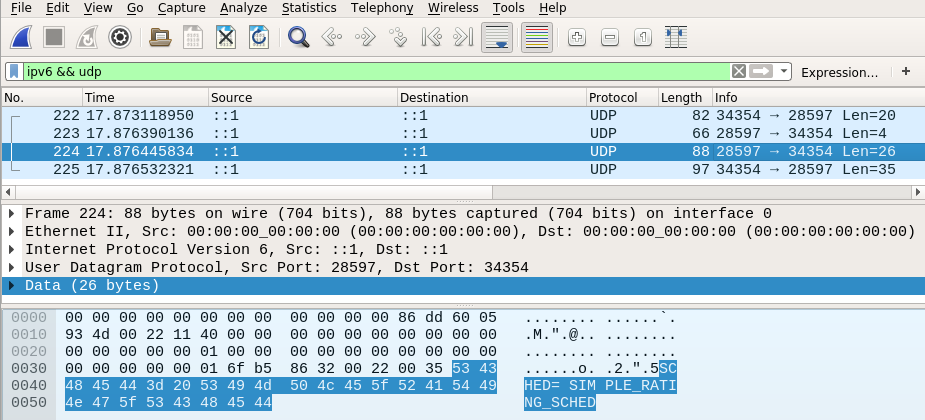 File Edit View Go Capture Analyze Statistics Telephony Wireless Tools Help
ipv6 && udp Expression... +
No. Time Source Destination Protocol Length Info
222 17.873118950 ::1 ::1 UDP 82 34354 → 28597 Len=20
223 17.876390136 ::1 ::1 UDP 66 34354 → 28597 Len=4
224 17.876445834 ::1 ::1 UDP 88 28597 → 34354 Len=26
225 17.876532321 ::1 ::1 UDP 97 34354 → 28597 Len=35
Frame 224: 88 bytes on wire (704 bits), 88 bytes captured (704 bits) on interface 0
Ethernet II, Src: 00:00:00_00:00:00 (00:00:00:00:00:00), Dst: 00:00:00_00:00:00 (00:00:00:00:00:00)
Internet Protocol Version 6, Src: ::1, Dst: ::1
User Datagram Protocol, Src Port: 28597, Dst Port: 34354
Data (26 bytes)
0000 00 00 00 00 00 00 00 00 00 00 00 00 86 dd 60 05 ........ ......`.
0010 93 4d 00 22 11 40 00 00 00 00 00 00 00 00 00 00 .M.".@.. ........
0020 00 00 00 00 00 01 00 00 00 00 00 00 00 00 00 00 ........ ........
0030 00 00 00 00 00 01 6f b5 86 32 00 22 00 35 53 43 ......o. .2.".5SC
0040 48 45 44 3d 20 53 49 4d 50 4c 45 5f 52 41 54 49 HED= SIM PLE_RATI
0050 4e 47 5f 53 43 48 45 44 NG_SCHED